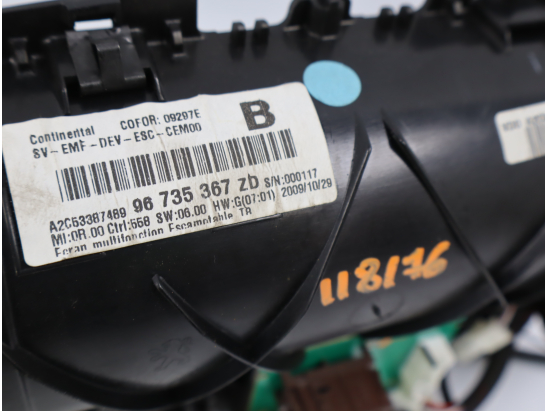 Continental COFOR: 09297E
SV-EMF-DEV-ESC-CEM00
B
A2C53387489 96 735 367 ZD S/N:000117
MI:0R.00 Ctrl:658 SW:06.00 HW:G(07:01) 2009/10/29
Ecran multifonction Escamotable TR
118176